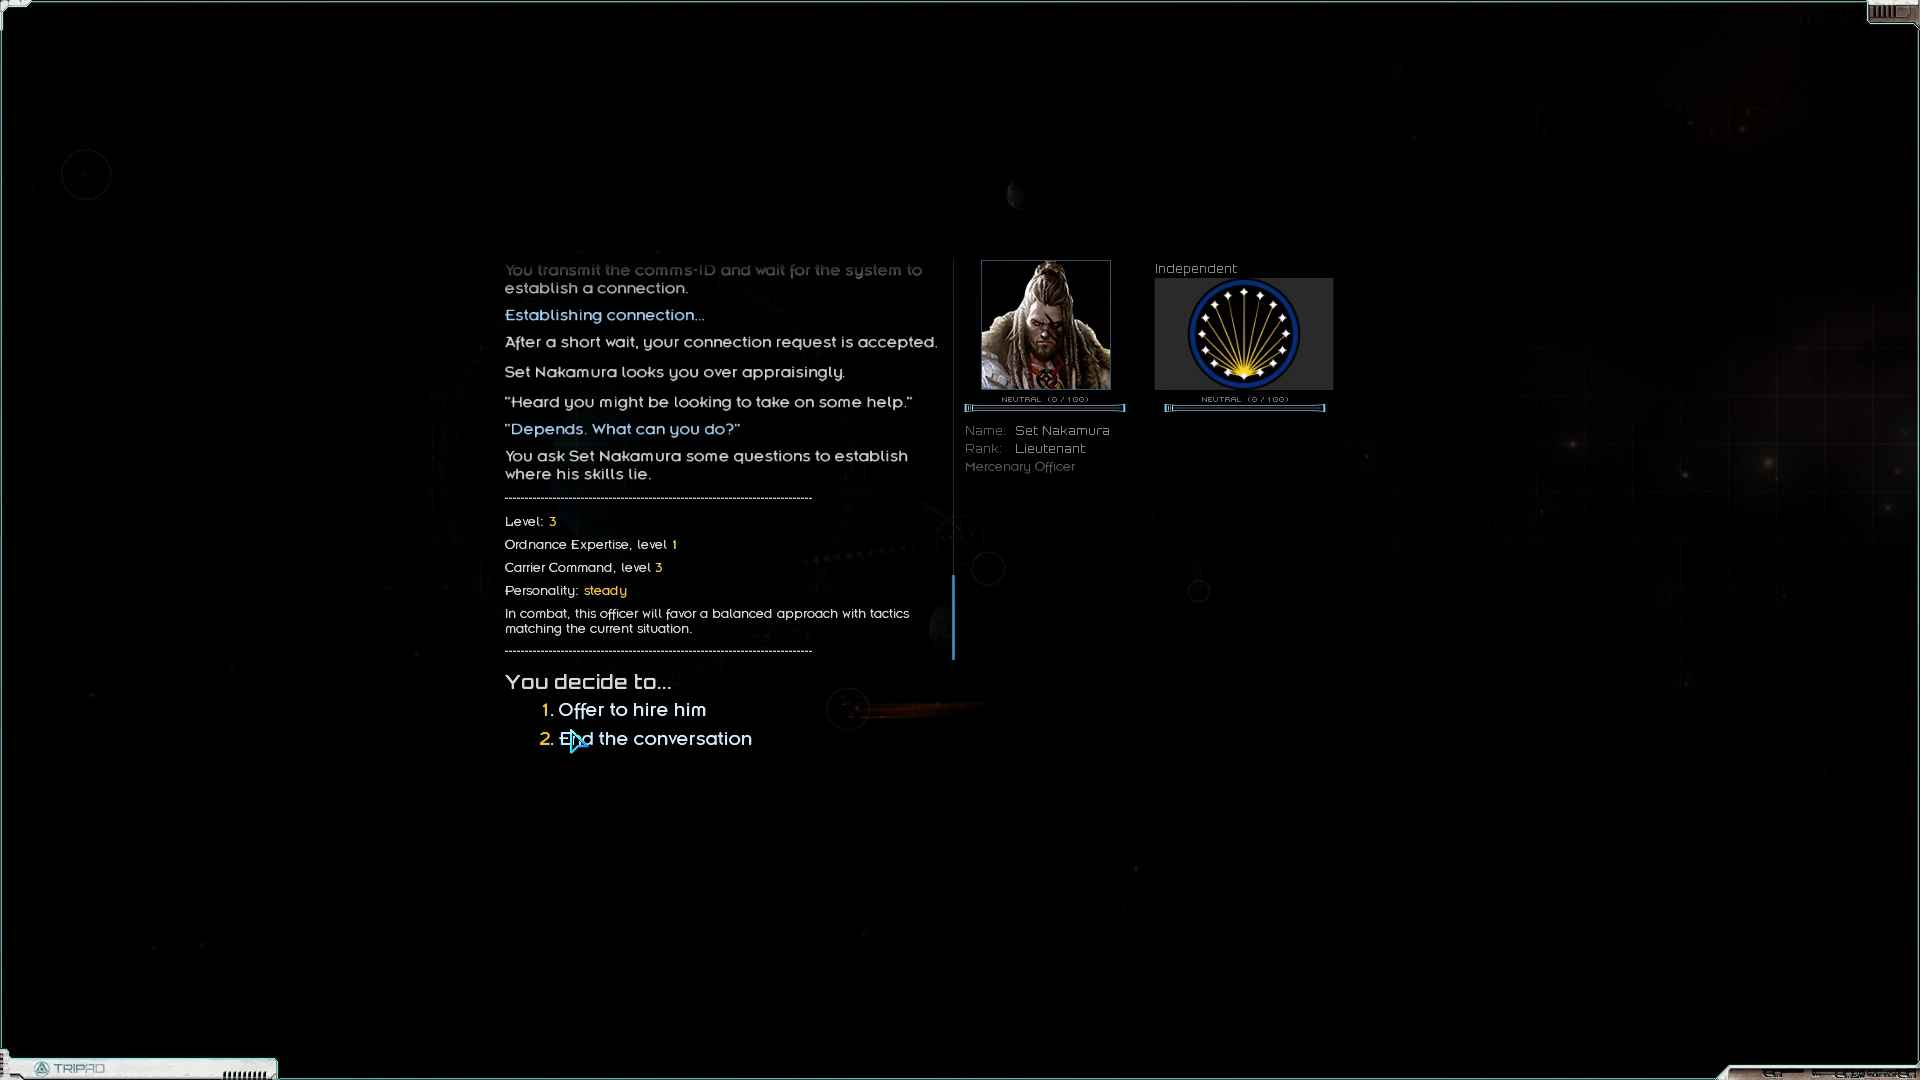 You transmit the comms-ID and wait for the system to
establish a connection.
Establishing connection...
After a short wait, your connection request is accepted.
Set Nakamura looks you over appraisingly.
"Heard you might be looking to take on some help."
"Depends. What can you do?"
You ask Set Nakamura some questions to establish
where his skills lie.
Level: 3
Ordnance Expertise, level 1
Carrier Command, level 3
Personality: steady
In combat, this officer will favor a balanced approach with tactics
matching the current situation.
You decide to...
1. Offer to hire him
2. End the conversation
NEUTRAL (0 / 100)
Name: Set Nakamura
Rank: Lieutenant
Mercenary Officer
Independent
NEUTRAL (0 / 100)
TRIPAD